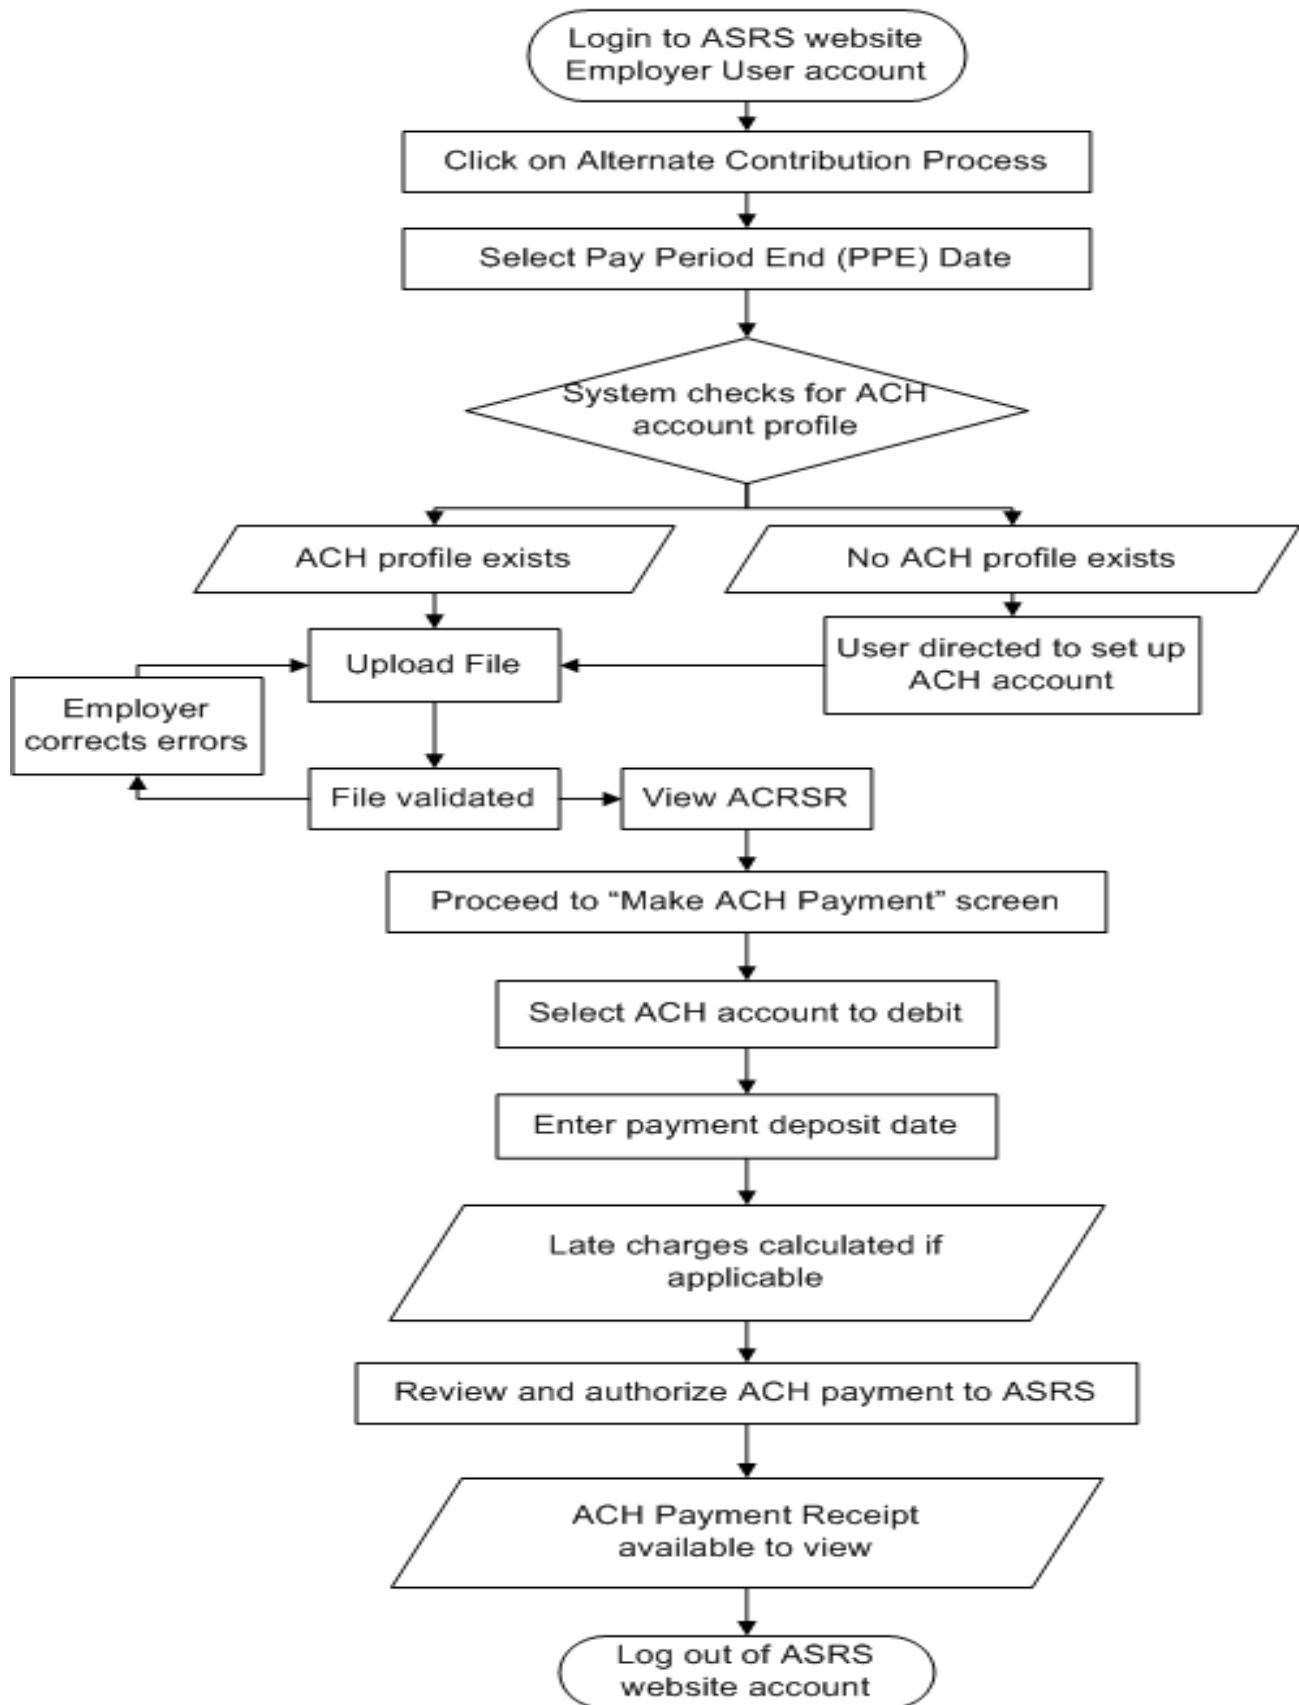 Login to ASRS website
Employer User account
Click on Alternate Contribution Process
Select Pay Period End (PPE) Date
System checks for ACH
account profile
ACH profile exists
No ACH profile exists
Upload File
User directed to set up
ACH account
Employer
corrects errors
File validated
View ACRSR
Proceed to “Make ACH Payment” screen
Select ACH account to debit
Enter payment deposit date
Late charges calculated if
applicable
Review and authorize ACH payment to ASRS
ACH Payment Receipt
available to view
Log out of ASRS
website account